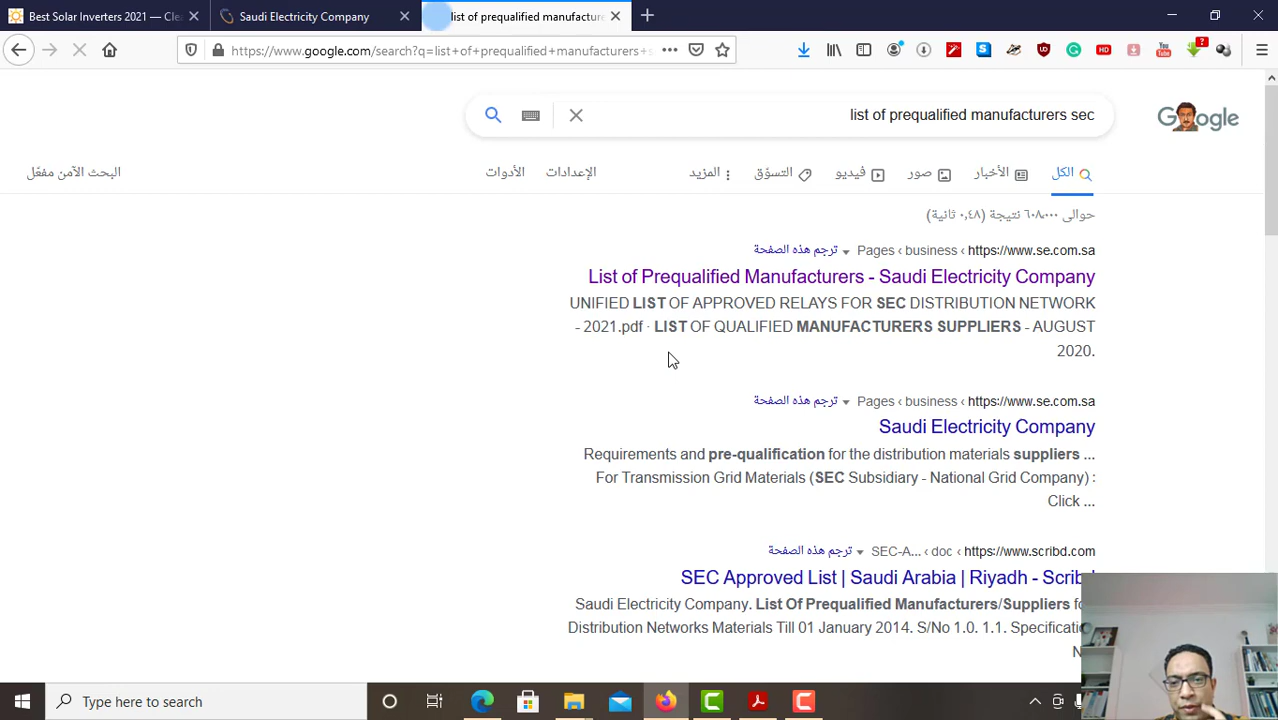 Best Solar Inverters 2021 — Clea
Saudi Electricity Company
list of prequalified manufacture
https://www.google.com/search?q=list+of+prequalified+manufacturers+s
list of prequalified manufacturers sec
Google
الكل
الأخبار
صور
فيديو
التسوّق
المزيد
الإعدادات
الأدوات
البحث الآمن مفعّل
حوالى ٦٠٨٬٠٠٠ نتيجة (٠٫٤٨ ثانية)
https://www.se.com.sa › business › Pages ترجم هذه الصفحة
List of Prequalified Manufacturers - Saudi Electricity Company
UNIFIED LIST OF APPROVED RELAYS FOR SEC DISTRIBUTION NETWORK
- 2021.pdf · LIST OF QUALIFIED MANUFACTURERS SUPPLIERS - AUGUST
2020.
https://www.se.com.sa › business › Pages ترجم هذه الصفحة
Saudi Electricity Company
Requirements and pre-qualification for the distribution materials suppliers ...
For Transmission Grid Materials (SEC Subsidiary - National Grid Company) :
Click ...
https://www.scribd.com › doc › SEC-A... ترجم هذه الصفحة
SEC Approved List | Saudi Arabia | Riyadh - Scribd
Saudi Electricity Company. List Of Prequalified Manufacturers/Suppliers fo
Distribution Networks Materials Till 01 January 2014. S/No 1.0. 1.1. Specification
N
Type here to search